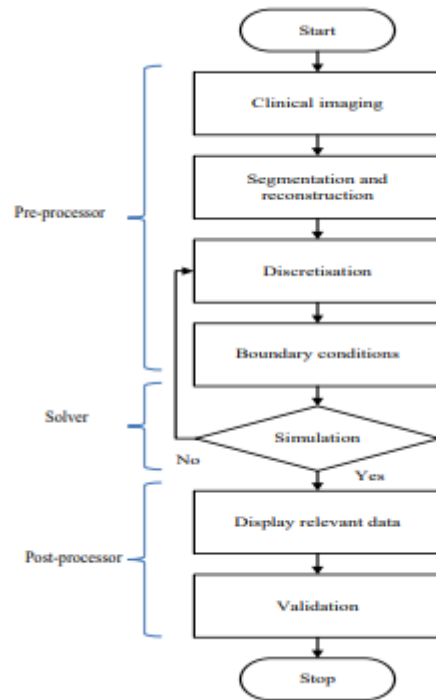 Start
Clinical imaging
Segmentation and
reconstruction
Pre-processor
Discretisation
Boundary conditions
Solver
Simulation
No
Yes
Display relevant data
Post-processor
Validation
Stop